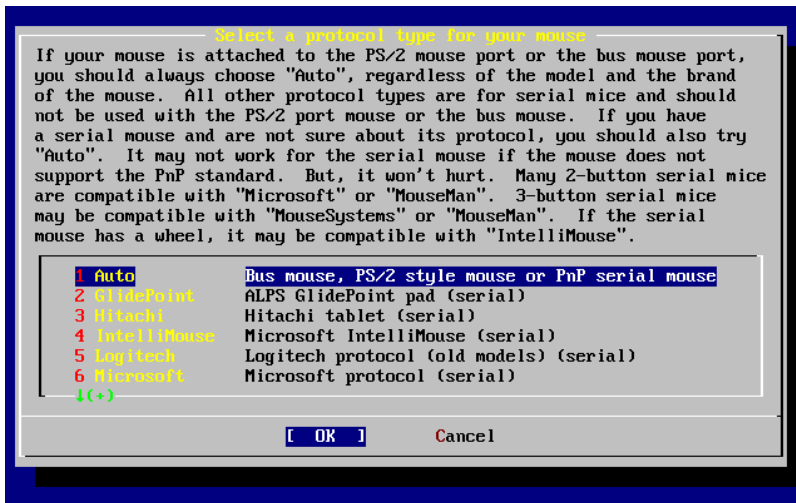 Select a protocol type for your mouse
If your mouse is attached to the PS/2 mouse port or the bus mouse port,
you should always choose "Auto", regardless of the model and the brand
of the mouse.  All other protocol types are for serial mice and should
not be used with the PS/2 port mouse or the bus mouse.  If you have
a serial mouse and are not sure about its protocol, you should also try
"Auto".  It may not work for the serial mouse if the mouse does not
support the PnP standard.  But, it won't hurt.  Many 2-button serial mice
are compatible with "Microsoft" or "MouseMan".  3-button serial mice
may be compatible with "MouseSystems" or "MouseMan".  If the serial
mouse has a wheel, it may be compatible with "IntelliMouse".
1 Auto Bus mouse, PS/2 style mouse or PnP serial mouse
2 GlidePoint ALPS GlidePoint pad (serial)
3 Hitachi Hitachi tablet (serial)
4 IntelliMouse Microsoft IntelliMouse (serial)
5 Logitech Logitech protocol (old models) (serial)
6 Microsoft Microsoft protocol (serial)
↓(+)
[  OK  ] Cancel